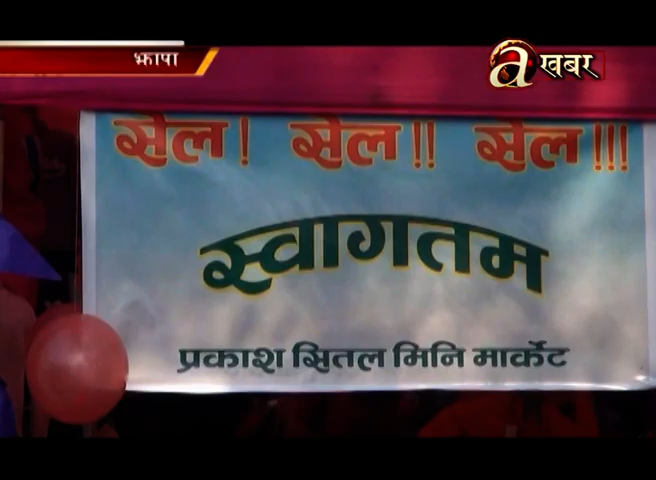 झापा
a खबर
सेल! सेल!! सेल!!!
स्वागतम
प्रकाश सितल मिनि मार्केट